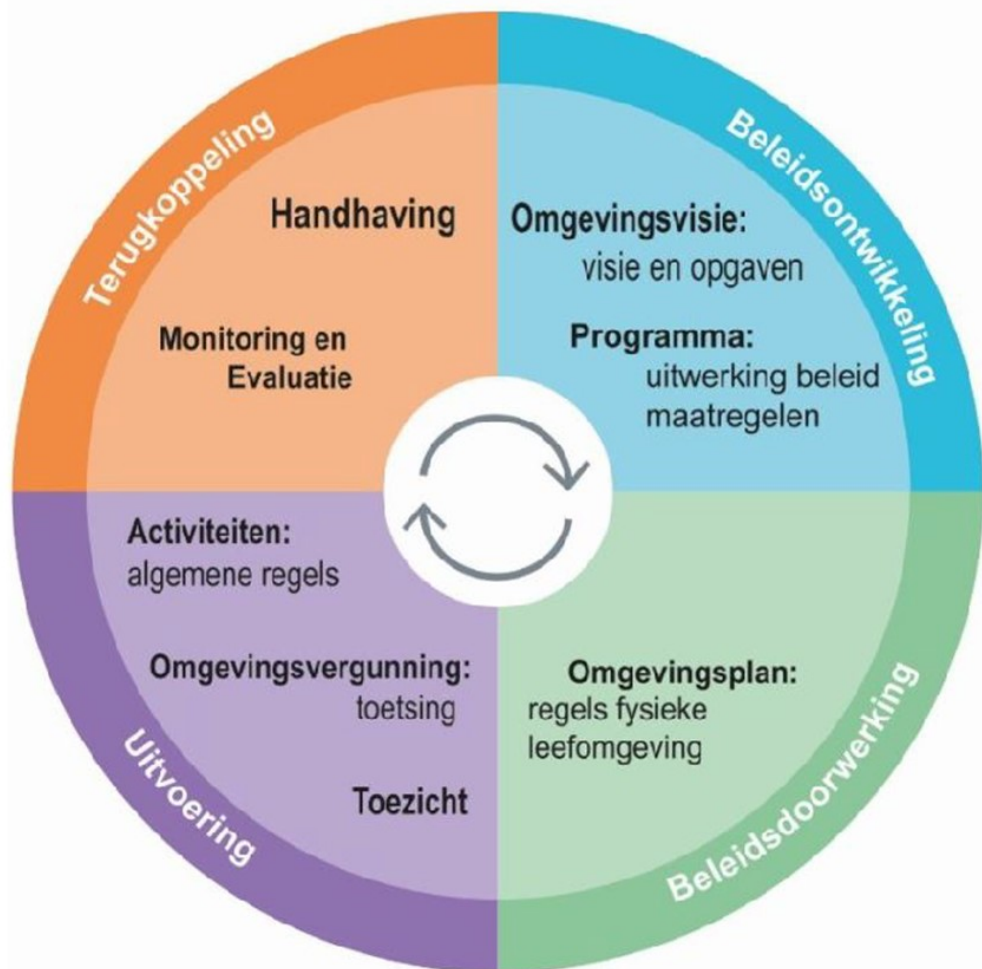 Beleidsontwikkeling
Omgevingsvisie:
visie en opgaven
Programma:
uitwerking beleid
maatregelen
Beleidsdoorwerking
Omgevingsplan:
regels fysieke
leefomgeving
Uitvoering
Activiteiten:
algemene regels
Omgevingsvergunning:
toetsing
Toezicht
Terugkoppeling
Handhaving
Monitoring en
Evaluatie